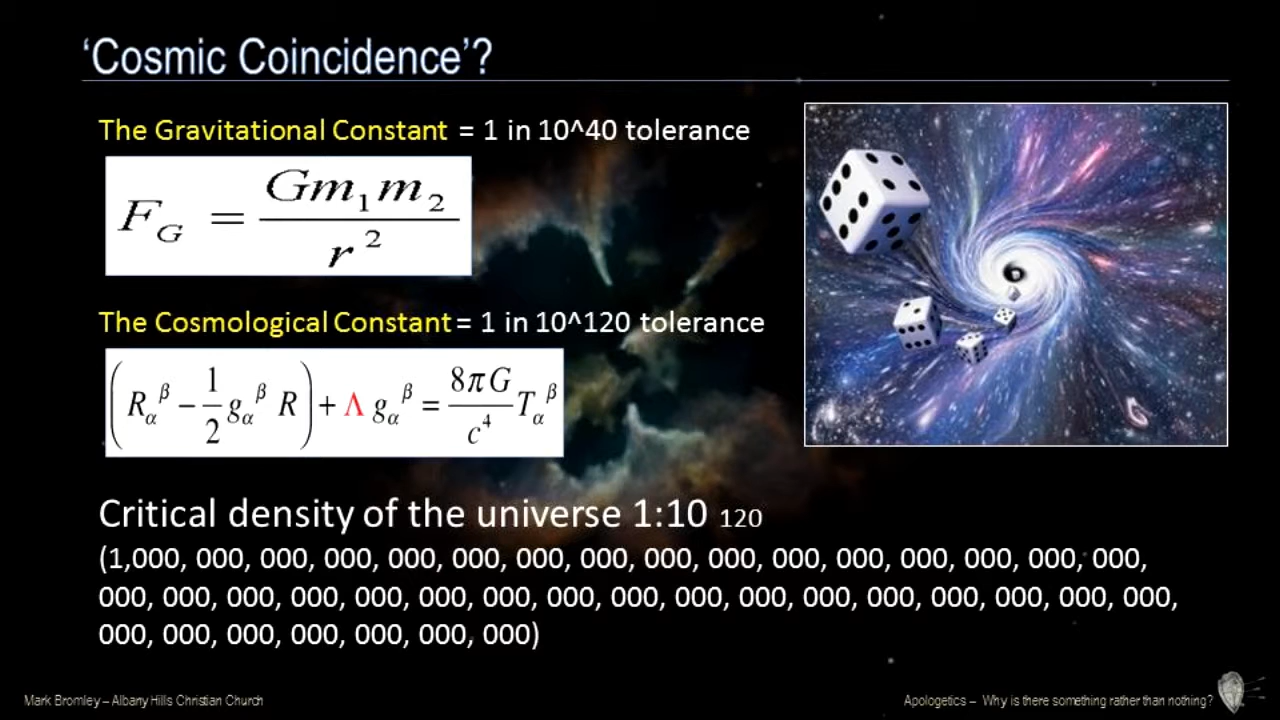 ‘Cosmic Coincidence’?
The Gravitational Constant = 1 in 10^40 tolerance
F_G = Gm₁m₂ / r²
The Cosmological Constant = 1 in 10^120 tolerance
(R_α^β − 1/2 g_α^β R) + Λ g_α^β = 8πG/c⁴ T_α^β
Critical density of the universe 1:10 120
(1,000, 000, 000, 000, 000, 000, 000, 000, 000, 000, 000, 000, 000, 000, 000, 000,
000, 000, 000, 000, 000, 000, 000, 000, 000, 000, 000, 000, 000, 000, 000, 000, 000,
000, 000, 000, 000, 000, 000, 000)
Mark Bromley – Albany Hills Christian Church
Apologetics – Why is there something rather than nothing?